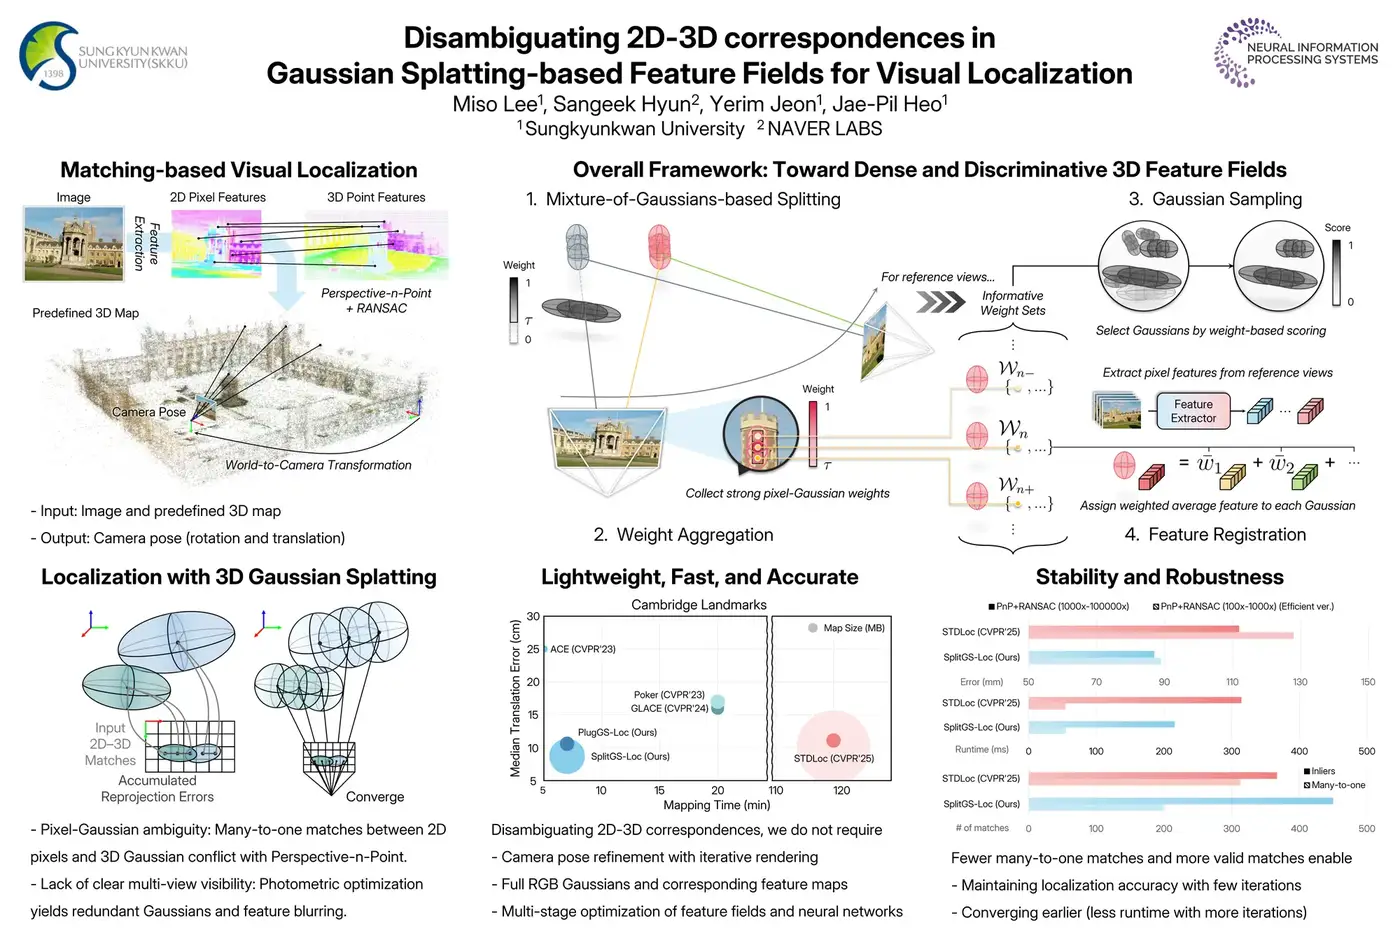 SUNG KYUN KWAN
UNIVERSITY(SKKU)
1398
Disambiguating 2D-3D correspondences in
Gaussian Splatting-based Feature Fields for Visual Localization
Miso Lee1, Sangeek Hyun2, Yerim Jeon1, Jae-Pil Heo1
1 Sungkyunkwan University 2 NAVER LABS
NEURAL INFORMATION
PROCESSING SYSTEMS
Matching-based Visual Localization
Image
2D Pixel Features
3D Point Features
Feature
Extraction
Perspective-n-Point
+ RANSAC
Predefined 3D Map
Camera Pose
World-to-Camera Transformation
- Input: Image and predefined 3D map
- Output: Camera pose (rotation and translation)
Overall Framework: Toward Dense and Discriminative 3D Feature Fields
1. Mixture-of-Gaussians-based Splitting
Weight
1
τ
0
For reference views...
Weight
1
τ
Collect strong pixel-Gaussian weights
2. Weight Aggregation
Informative
Weight Sets
⋮
𝒲n−
{ , ...}
𝒲n
{ , ...}
𝒲n+
{ , ...}
⋮
3. Gaussian Sampling
Score
1
0
Select Gaussians by weight-based scoring
Extract pixel features from reference views
Feature
Extractor
...
= w̄1 + w̄2 + ...
Assign weighted average feature to each Gaussian
4. Feature Registration
Localization with 3D Gaussian Splatting
Input
2D–3D
Matches
Accumulated
Reprojection Errors
Converge
- Pixel-Gaussian ambiguity: Many-to-one matches between 2D
pixels and 3D Gaussian conflict with Perspective-n-Point.
- Lack of clear multi-view visibility: Photometric optimization
yields redundant Gaussians and feature blurring.
Lightweight, Fast, and Accurate
Cambridge Landmarks
Median Translation Error (cm)
30
25
20
15
10
5
Map Size (MB)
ACE (CVPR'23)
Poker (CVPR'23)
GLACE (CVPR'24)
PlugGS-Loc (Ours)
SplitGS-Loc (Ours)
STDLoc (CVPR'25)
5 10 15 20 110 120
Mapping Time (min)
Disambiguating 2D-3D correspondences, we do not require
- Camera pose refinement with iterative rendering
- Full RGB Gaussians and corresponding feature maps
- Multi-stage optimization of feature fields and neural networks
Stability and Robustness
PnP+RANSAC (1000x-100000x) PnP+RANSAC (100x-1000x) (Efficient ver.)
STDLoc (CVPR'25)
SplitGS-Loc (Ours)
Error (mm) 50 70 90 110 130 150
STDLoc (CVPR'25)
SplitGS-Loc (Ours)
Runtime (ms) 0 100 200 300 400 500
STDLoc (CVPR'25)
Inliers
Many-to-one
SplitGS-Loc (Ours)
# of matches 0 100 200 300 400 500
Fewer many-to-one matches and more valid matches enable
- Maintaining localization accuracy with few iterations
- Converging earlier (less runtime with more iterations)